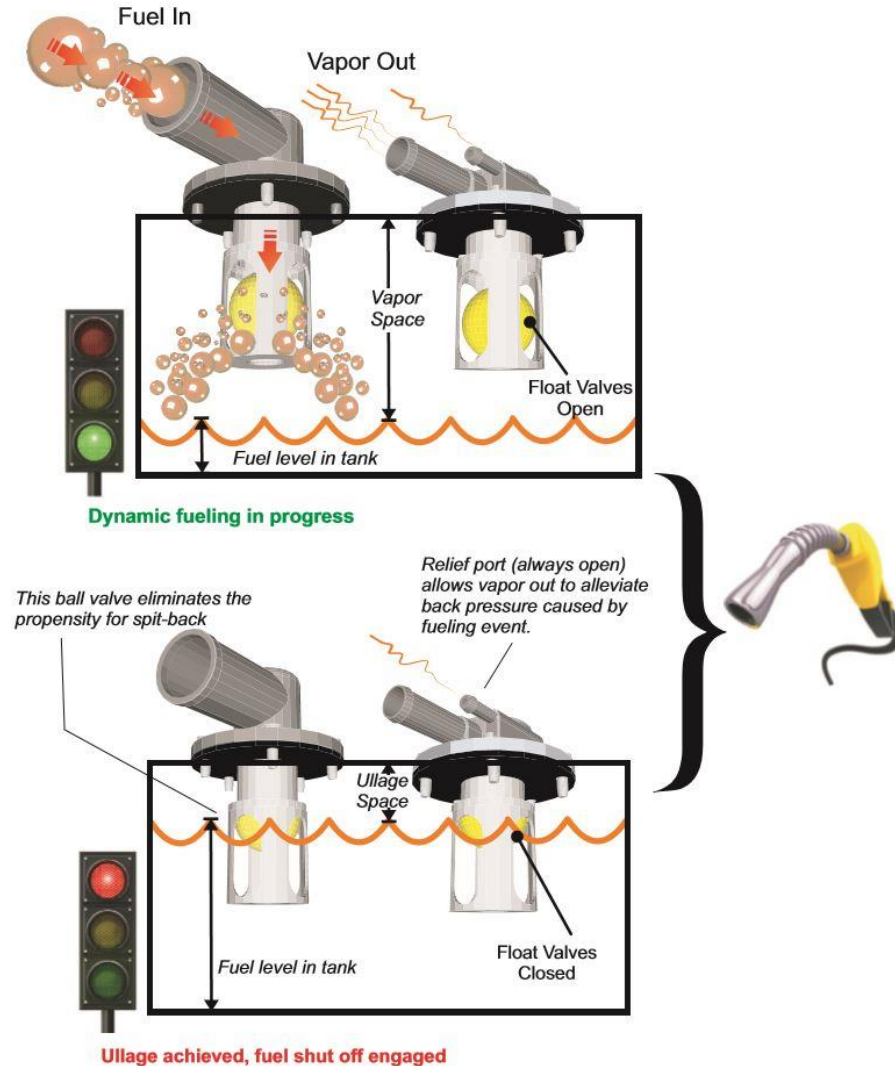 Fuel In
Vapor Out
Vapor
Space
Float Valves
Open
Fuel level in tank
Dynamic fueling in progress
Relief port (always open)
allows vapor out to alleviate
back pressure caused by
fueling event.
This ball valve eliminates the
propensity for spit-back
Ullage
Space
Fuel level in tank
Float Valves
Closed
Ullage achieved, fuel shut off engaged